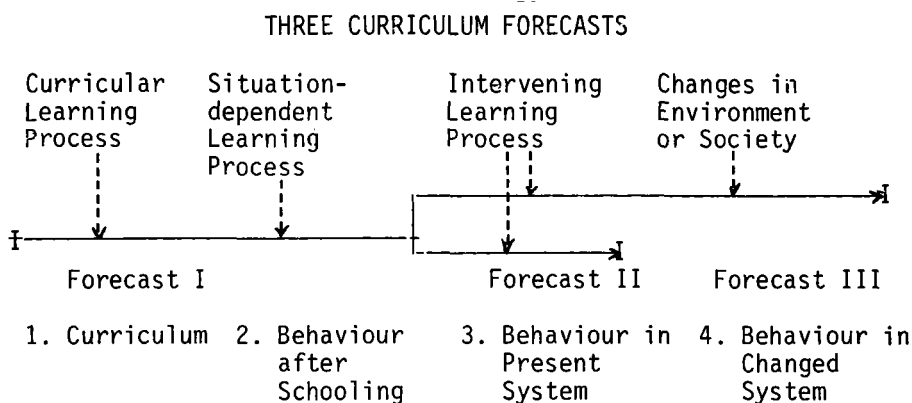 THREE CURRICULUM FORECASTS
Curricular Situation- Intervening Changes in
Learning dependent Learning Environment
Process Learning Process or Society
Process
Forecast I Forecast II Forecast III
1. Curriculum 2. Behaviour 3. Behaviour in 4. Behaviour in
after Present Changed
Schooling System System